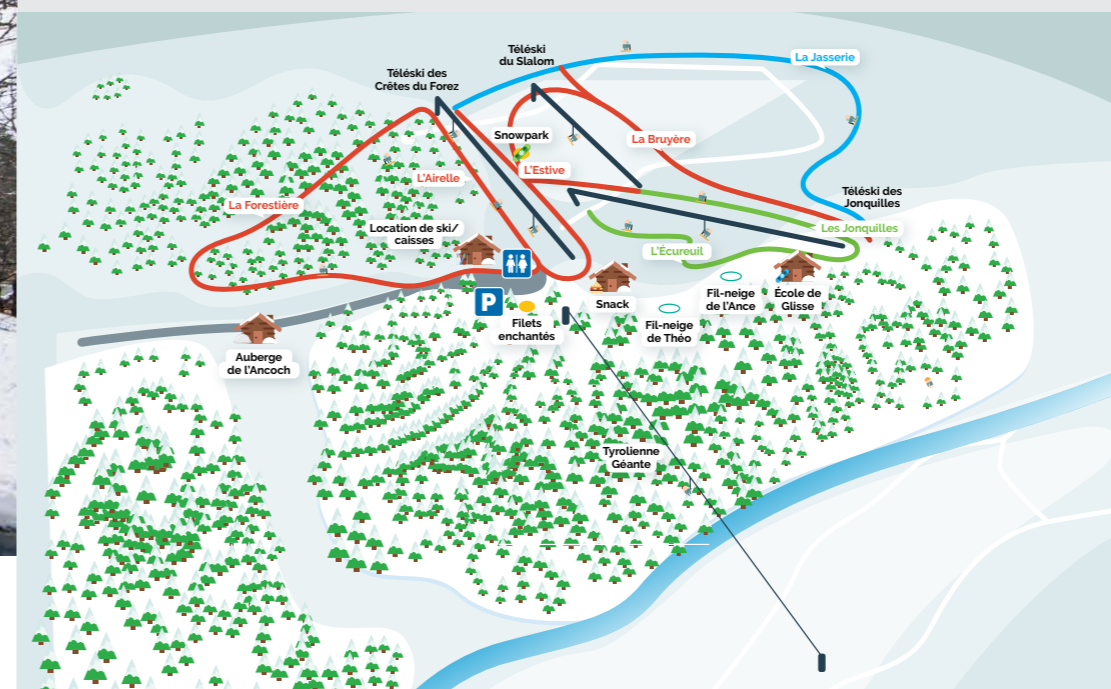 Téléski
du Slalom
La Jasserie
Téléski des
Crêtes du Forez
Snowpark
La Bruyère
L'Estive
L'Airelle
Téléski des
Jonquilles
La Forestière
Location de ski/
caisses
Les Jonquilles
L'Écureuil
P
Snack
Filets
enchantés
Fil-neige
de Théo
Fil-neige
de l'Ance
École de
Glisse
Auberge
de l'Ancoch
Tyrolienne
Géante